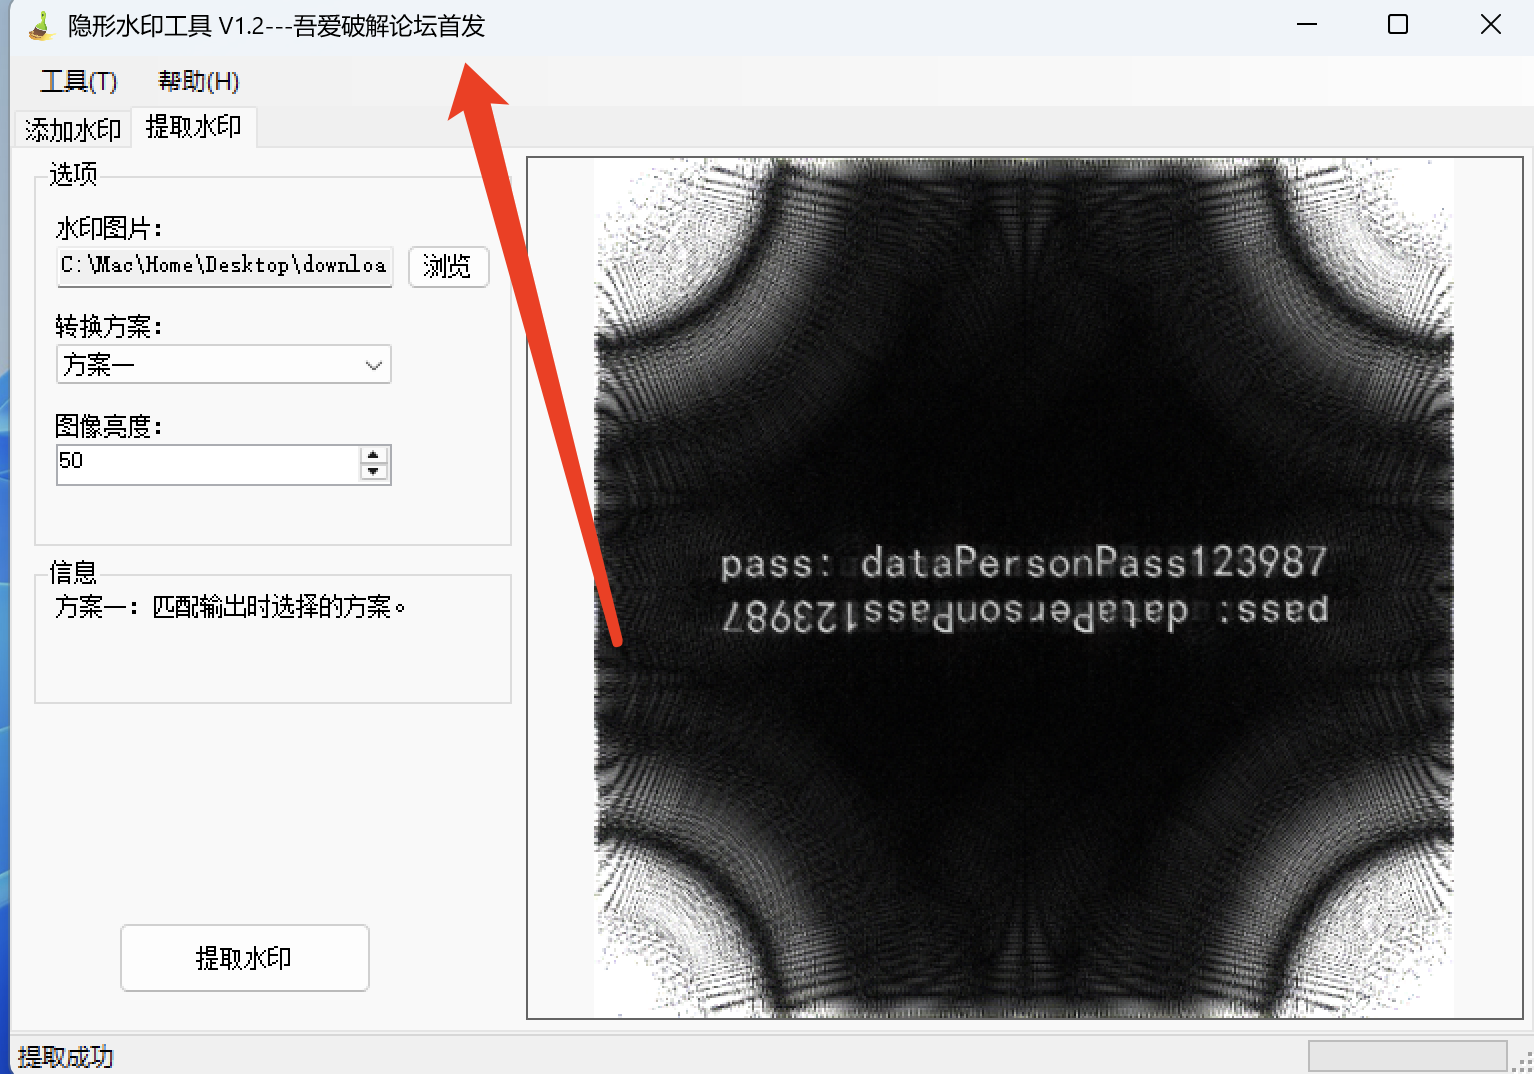 隐形水印工具 V1.2---吾爱破解论坛首发
工具(T) 帮助(H)
添加水印 提取水印
选项
水印图片：
C:\Mac\Home\Desktop\downloa 浏览
转换方案：
方案一
图像亮度：
50
信息
方案一：匹配输出时选择的方案。
提取水印
pass: dataPersonPass123987
pass: dataPersonPass123987
提取成功